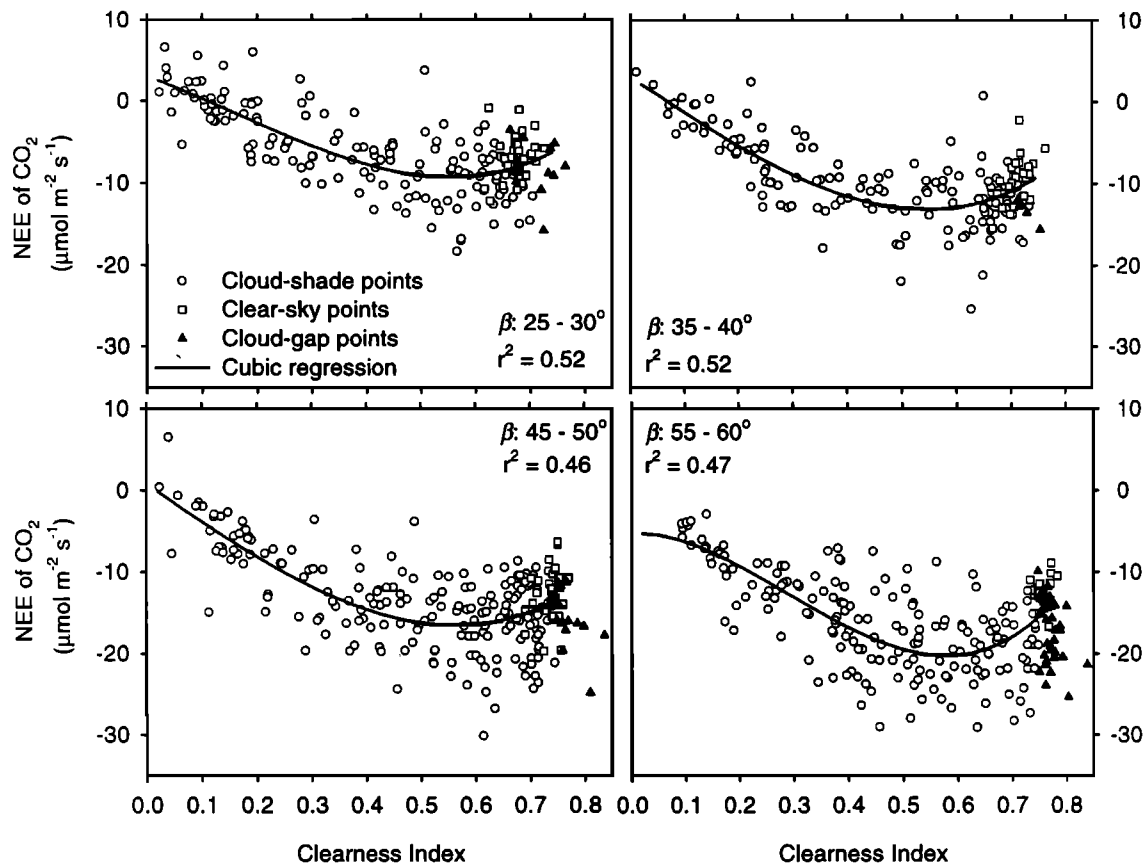 10
0
-10
-20
-30
NEE of CO2
(μmol m-2 s-1)
Cloud-shade points
Clear-sky points
Cloud-gap points
Cubic regression
β: 25 - 30o
r2 = 0.52
β: 35 - 40o
r2 = 0.52
10
0
-10
-20
-30
10
0
-10
-20
-30
NEE of CO2
(μmol m-2 s-1)
β: 45 - 50o
r2 = 0.46
β: 55 - 60o
r2 = 0.47
10
0
-10
-20
-30
0.0 0.1 0.2 0.3 0.4 0.5 0.6 0.7 0.8
0.0 0.1 0.2 0.3 0.4 0.5 0.6 0.7 0.8
Clearness Index
Clearness Index